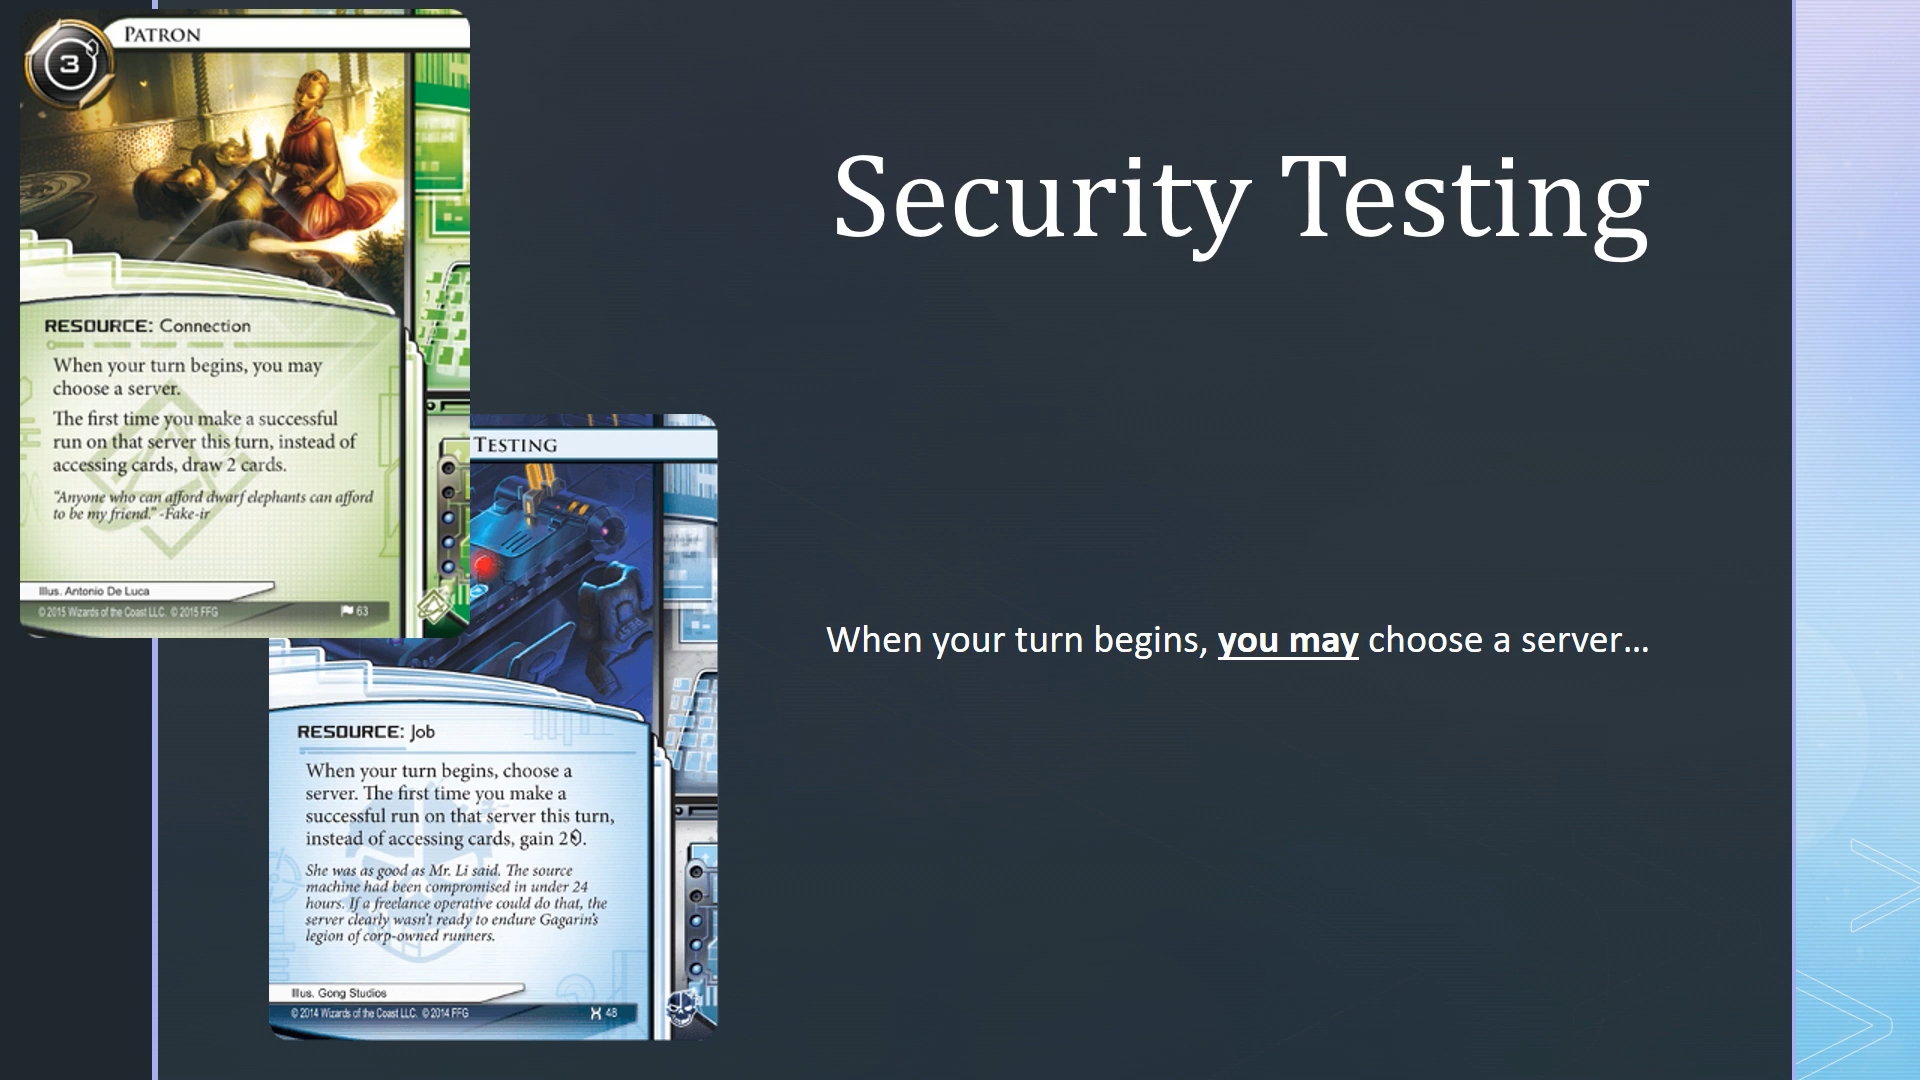 PATRON
3
RESOURCE: Connection
When your turn begins, you may
choose a server.
The first time you make a successful
run on that server this turn, instead of
accessing cards, draw 2 cards.
"Anyone who can afford dwarf elephants can afford
to be my friend." -Fake-ir
Illus. Antonio De Luca
© 2015 Wizards of the Coast LLC. © 2015 FFG
63
TESTING
RESOURCE: Job
When your turn begins, choose a
server. The first time you make a
successful run on that server this turn,
instead of accessing cards, gain 2.
She was as good as Mr. Li said. The source
machine had been compromised in under 24
hours. If a freelance operative could do that, the
server clearly wasn't ready to endure Gagarin's
legion of corp-owned runners.
Illus. Gong Studios
© 2014 Wizards of the Coast LLC. © 2014 FFG
48
Security Testing
When your turn begins, you may choose a server...